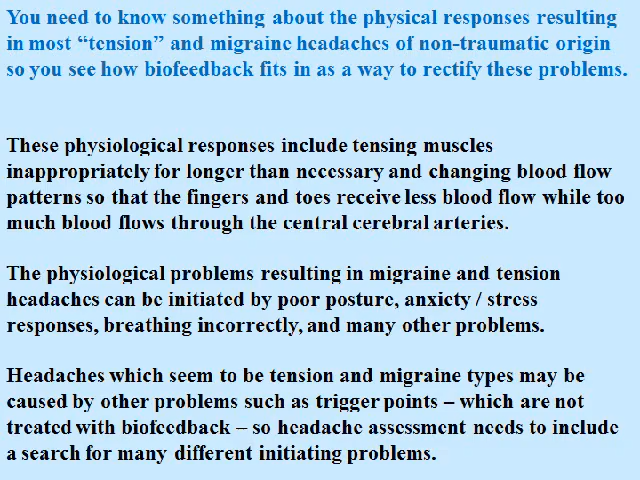 You need to know something about the physical responses resulting
in most “tension” and migraine headaches of non-traumatic origin
so you see how biofeedback fits in as a way to rectify these problems.
These physiological responses include tensing muscles
inappropriately for longer than necessary and changing blood flow
patterns so that the fingers and toes receive less blood flow while too
much blood flows through the central cerebral arteries.
The physiological problems resulting in migraine and tension
headaches can be initiated by poor posture, anxiety / stress
responses, breathing incorrectly, and many other problems.
Headaches which seem to be tension and migraine types may be
caused by other problems such as trigger points – which are not
treated with biofeedback – so headache assessment needs to include
a search for many different initiating problems.